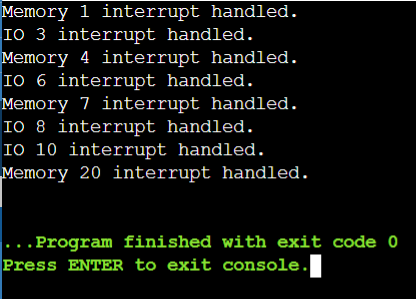 Memory 1 interrupt handled.
IO 3 interrupt handled.
Memory 4 interrupt handled.
IO 6 interrupt handled.
Memory 7 interrupt handled.
IO 8 interrupt handled.
IO 10 interrupt handled.
Memory 20 interrupt handled.
...Program finished with exit code 0
Press ENTER to exit console.